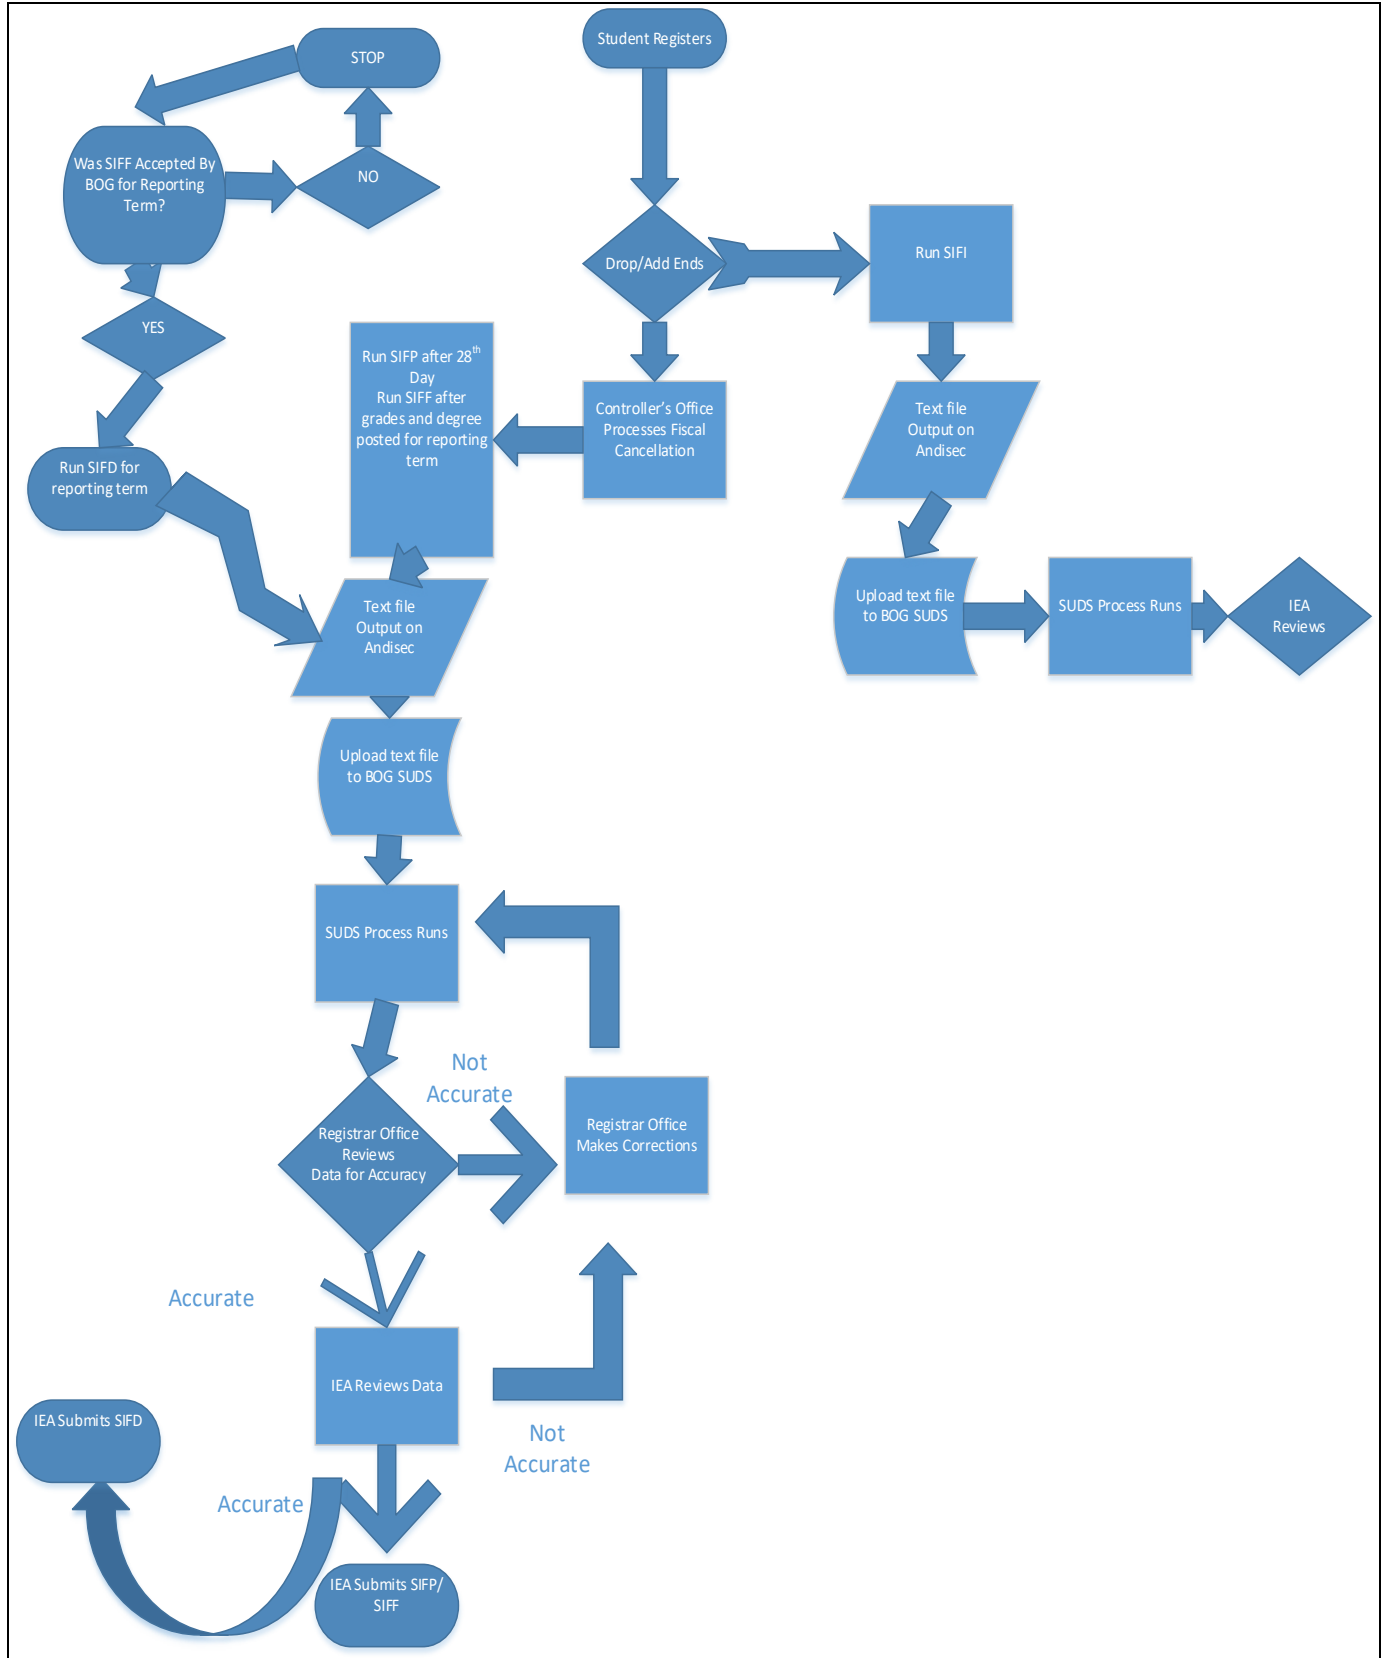 Student Registers
STOP
Was SIFF Accepted By
BOG for Reporting
Term?
NO
Drop/Add Ends
Run SIFI
YES
Run SIFP after 28th
Day
Run SIFF after
grades and degree
posted for reporting
term
Controller's Office
Processes Fiscal
Cancellation
Text file
Output on
Andisec
Run SIFD for
reporting term
Upload text file
to BOG SUDS
SUDS Process Runs
IEA
Reviews
Text file
Output on
Andisec
Upload text file
to BOG SUDS
SUDS Process Runs
Not
Accurate
Registrar Office
Reviews
Data for Accuracy
Registrar Office
Makes Corrections
Accurate
IEA Reviews Data
Not
Accurate
IEA Submits SIFD
Accurate
IEA Submits SIFP/
SIFF